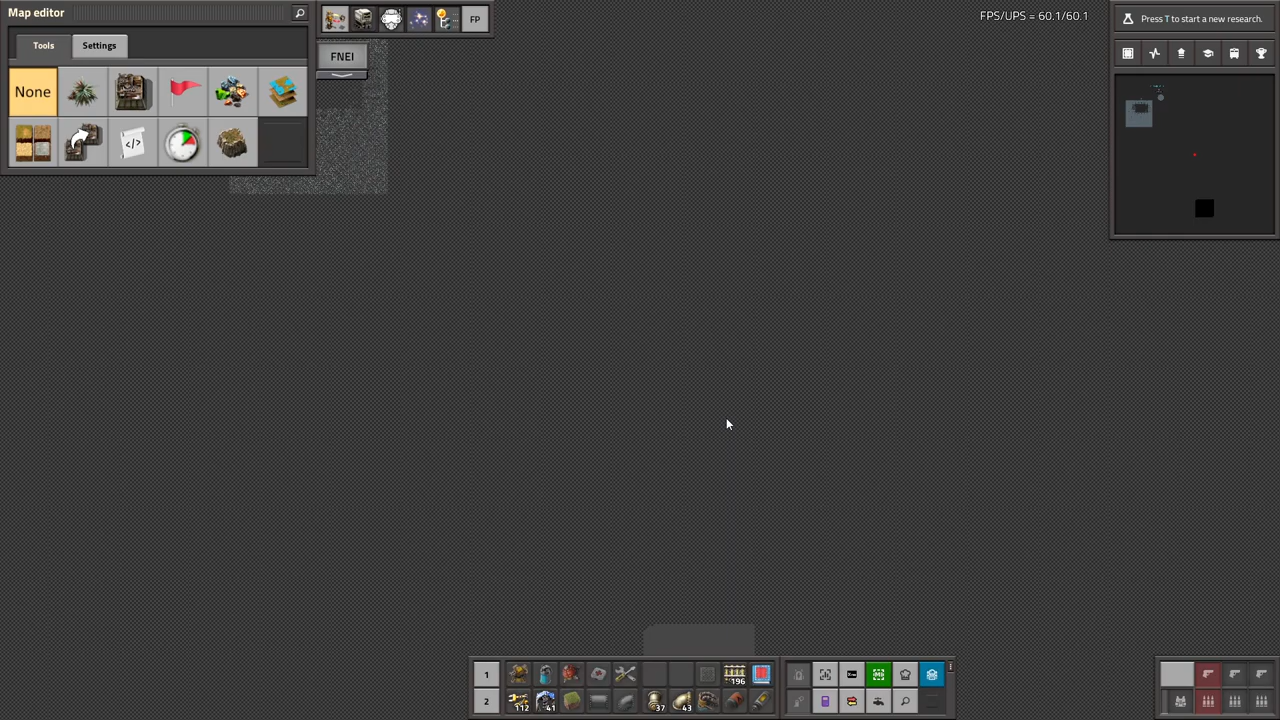 Map editor
Tools
Settings
None
FP
FNEI
FPS/UPS = 60.1/60.1
Press T to start a new research.
1
196
2
112
41
37
43